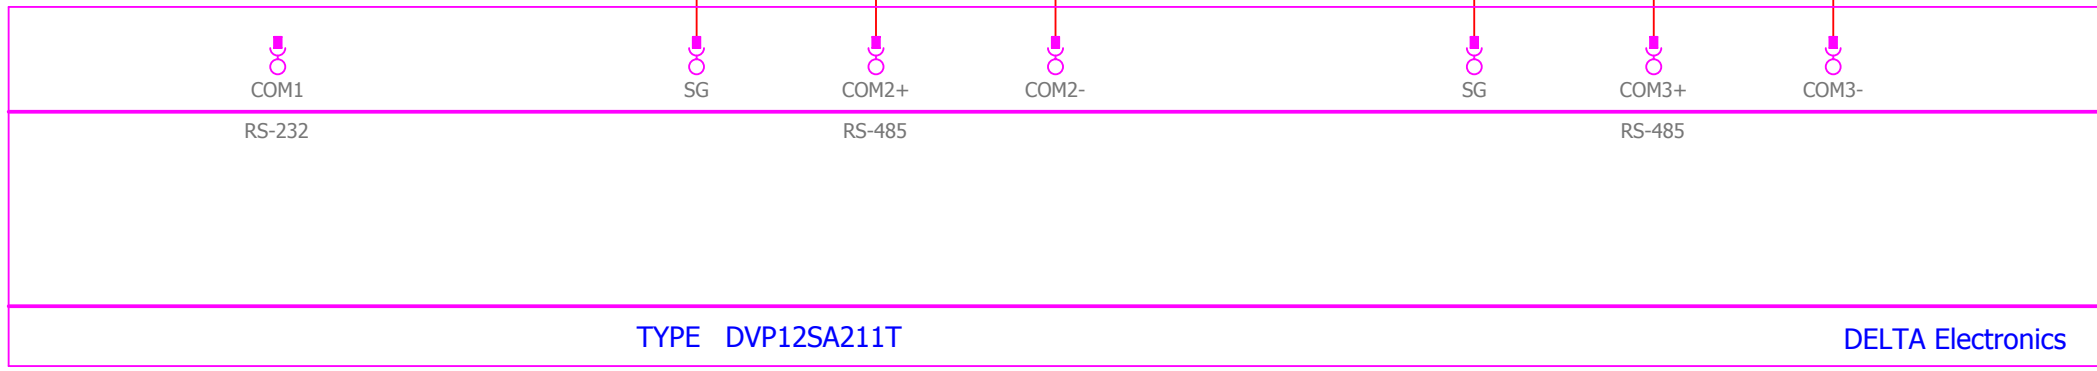 COM1 SG COM2+ COM2- SG COM3+ COM3-
RS-232 RS-485 RS-485
TYPE DVP12SA211T DELTA Electronics